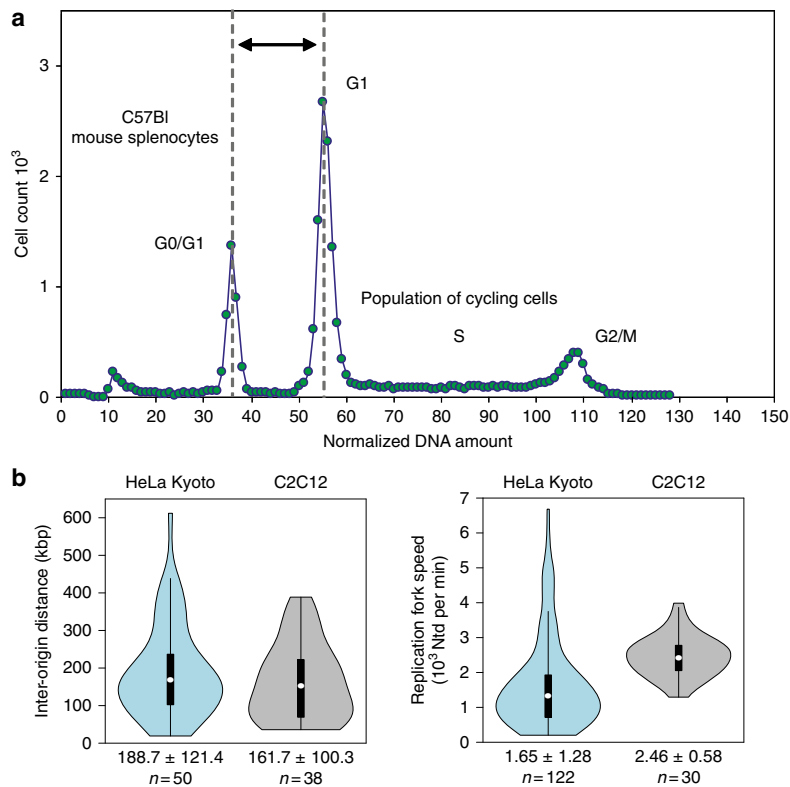 a
Cell count 10³
3
2
1
0
C57Bl
mouse splenocytes
G0/G1
G1
Population of cycling cells
S
G2/M
0 10 20 30 40 50 60 70 80 90 100 110 120 130 140 150
Normalized DNA amount
b
HeLa Kyoto C2C12
Inter-origin distance (kbp)
600
500
400
300
200
100
0
188.7 ± 121.4 161.7 ± 100.3
n=50 n=38
HeLa Kyoto C2C12
Replication fork speed
(10³ Ntd per min)
7
6
5
4
3
2
1
0
1.65 ± 1.28 2.46 ± 0.58
n=122 n=30